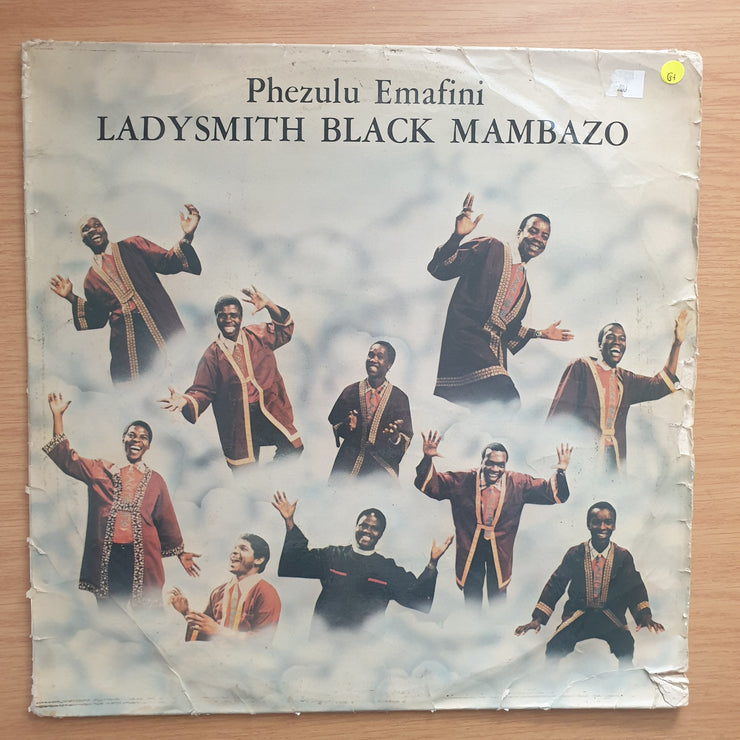 Phezulu Emafini
LADYSMITH BLACK MAMBAZO
G+